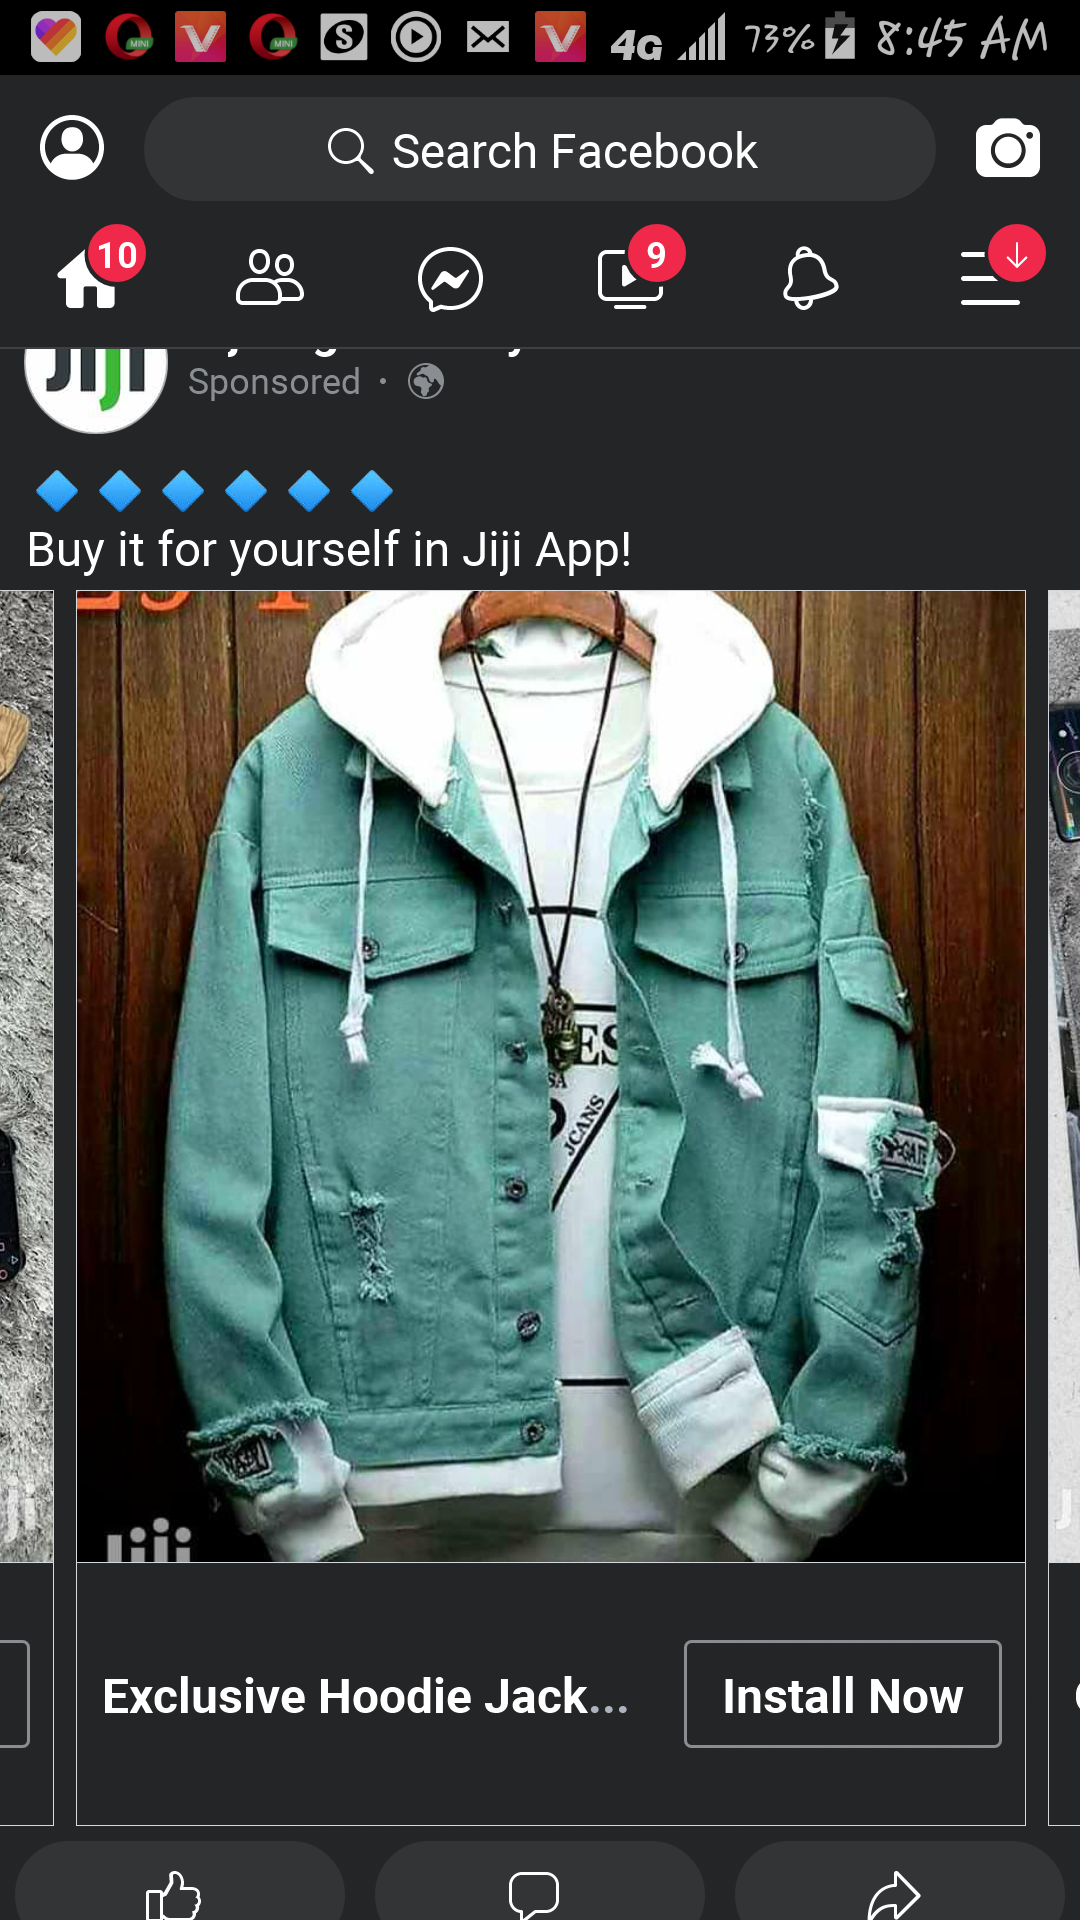 4G 73% 8:45 AM
Search Facebook
10
9
Jiji
Sponsored ·
Buy it for yourself in Jiji App!
ES
JCANS
Jiji
Exclusive Hoodie Jack...
Install Now